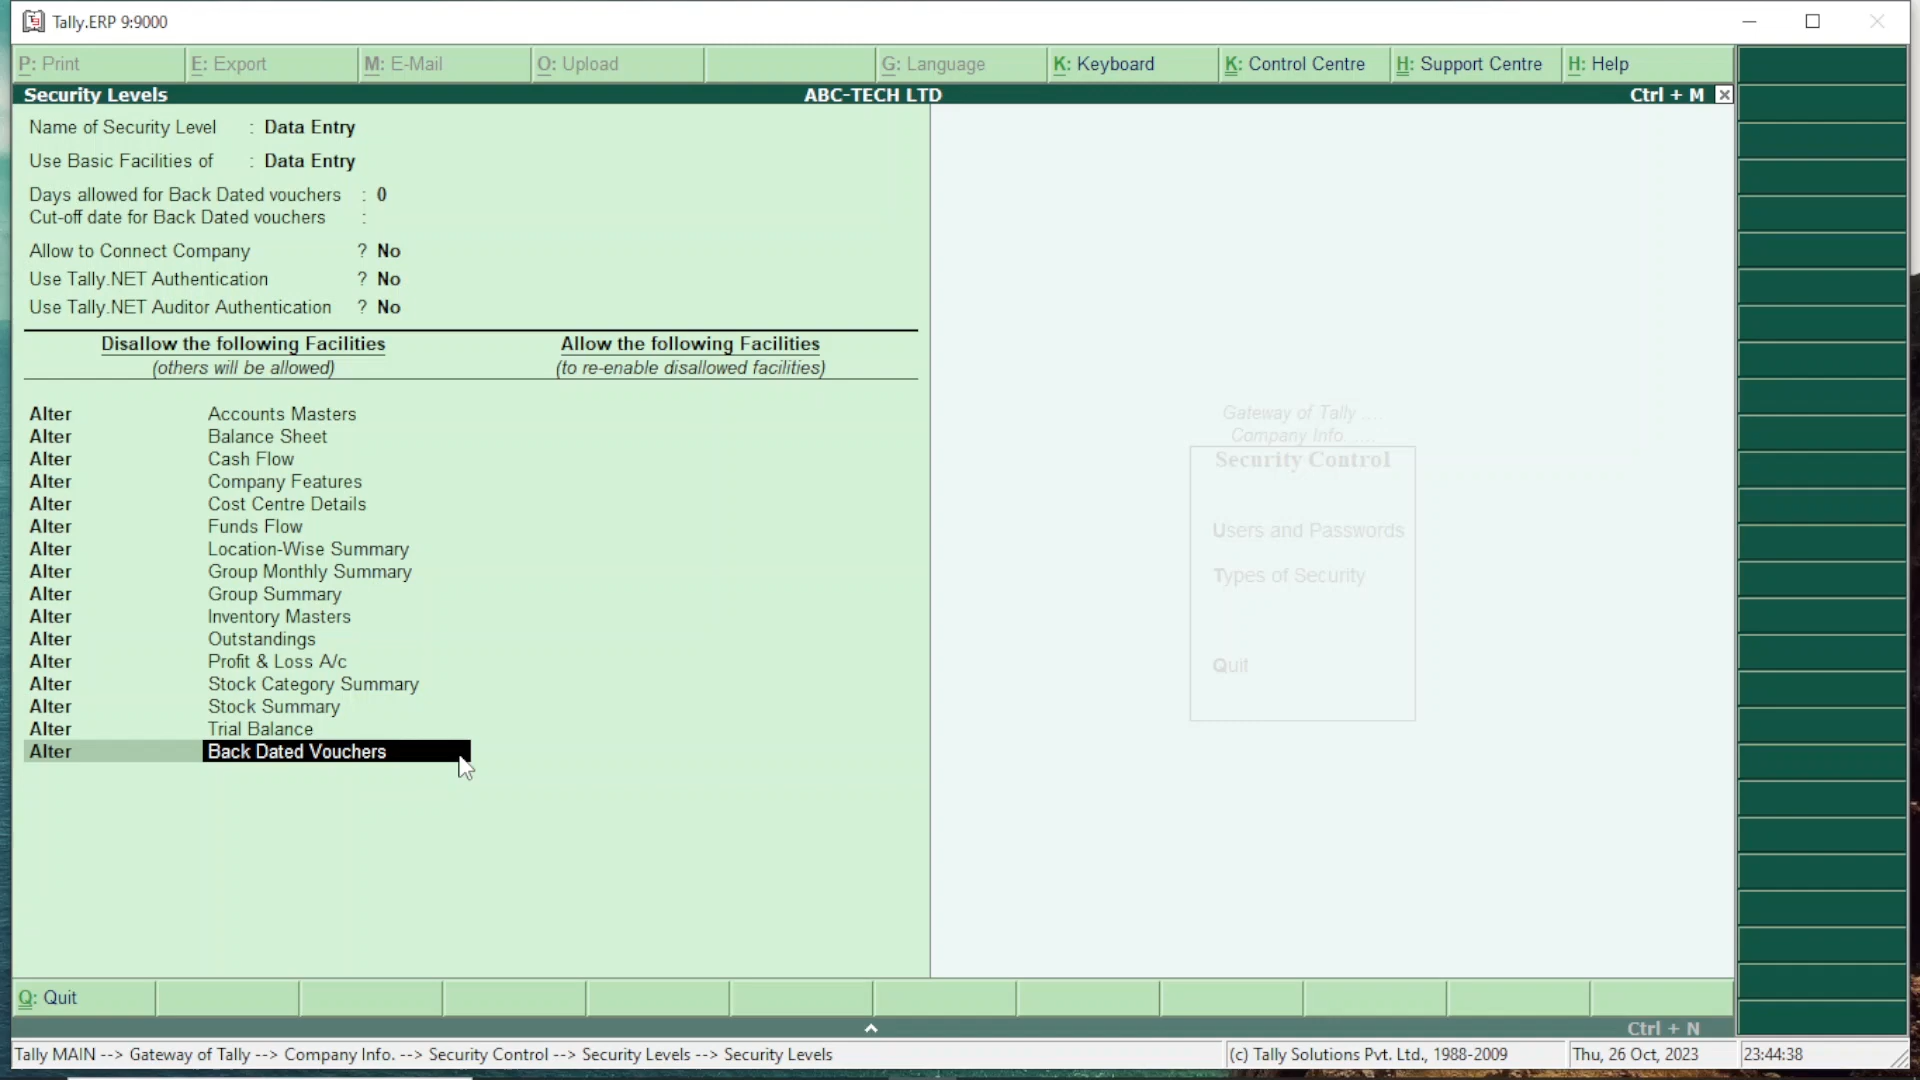 Tally.ERP 9:9000
P: Print E: Export M: E-Mail O: Upload G: Language K: Keyboard K: Control Centre H: Support Centre H: Help
Security Levels ABC-TECH LTD Ctrl + M
Name of Security Level : Data Entry
Use Basic Facilities of : Data Entry
Days allowed for Back Dated vouchers : 0
Cut-off date for Back Dated vouchers :
Allow to Connect Company ? No
Use Tally.NET Authentication ? No
Use Tally.NET Auditor Authentication ? No
Disallow the following Facilities Allow the following Facilities
(others will be allowed) (to re-enable disallowed facilities)
Alter Accounts Masters
Alter Balance Sheet
Alter Cash Flow
Alter Company Features
Alter Cost Centre Details
Alter Funds Flow
Alter Location-Wise Summary
Alter Group Monthly Summary
Alter Group Summary
Alter Inventory Masters
Alter Outstandings
Alter Profit & Loss A/c
Alter Stock Category Summary
Alter Stock Summary
Alter Trial Balance
Alter Back Dated Vouchers
Gateway of Tally ....
Company Info. ....
Security Control
Users and Passwords
Types of Security
Quit
Q: Quit
Ctrl + N
Tally MAIN --> Gateway of Tally --> Company Info. --> Security Control --> Security Levels --> Security Levels (c) Tally Solutions Pvt. Ltd., 1988-2009 Thu, 26 Oct, 2023 23:44:38